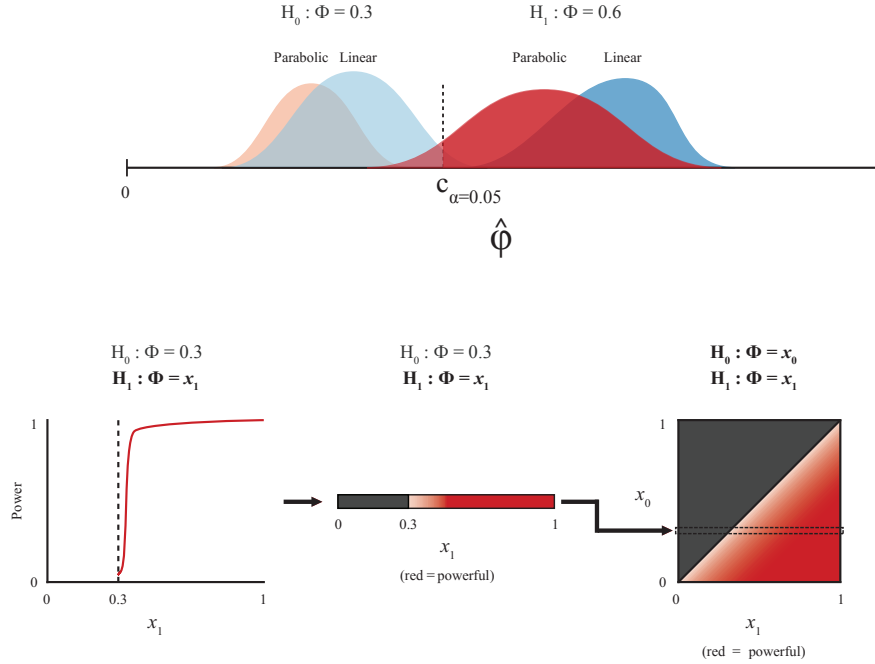 H₀ : Φ = 0.3 H₁ : Φ = 0.6
Parabolic Linear Parabolic Linear
0 c α=0.05
φ̂
H₀ : Φ = 0.3 H₀ : Φ = 0.3 H₀ : Φ = x₀
H₁ : Φ = x₁ H₁ : Φ = x₁ H₁ : Φ = x₁
1 1
Power x₀
0 0.3 1
0 0
0 0.3 1 0 1
x₁ x₁ x₁
(red = powerful) (red = powerful)